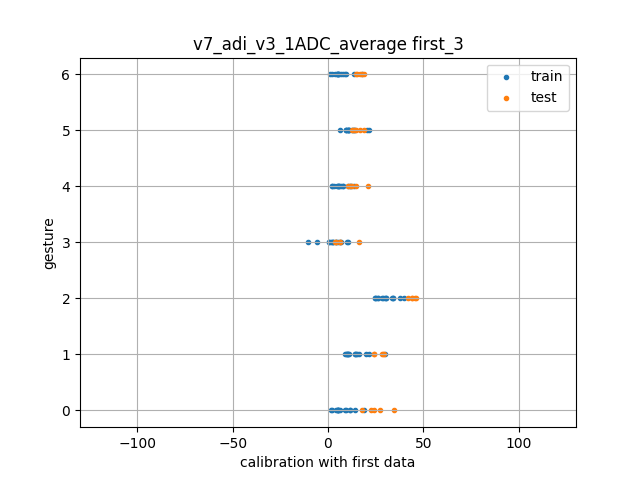 v7_adi_v3_1ADC_average first_3
train
test
6
5
4
3
2
1
0
gesture
−100
−50
0
50
100
calibration with first data